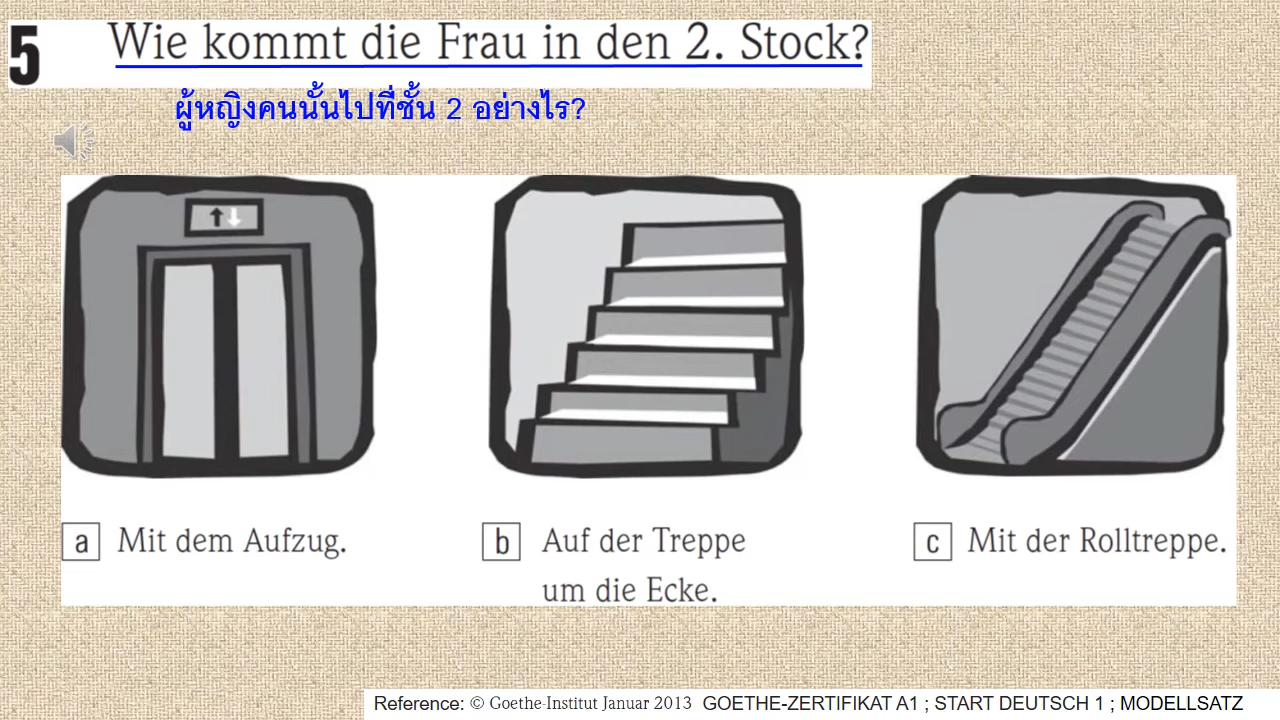 5 Wie kommt die Frau in den 2. Stock?
ผู้หญิงคนนั้นไปที่ชั้น 2 อย่างไร?
a Mit dem Aufzug.
b Auf der Treppe
um die Ecke.
c Mit der Rolltreppe.
Reference: © Goethe-Institut Januar 2013 GOETHE-ZERTIFIKAT A1 ; START DEUTSCH 1 ; MODELLSATZ